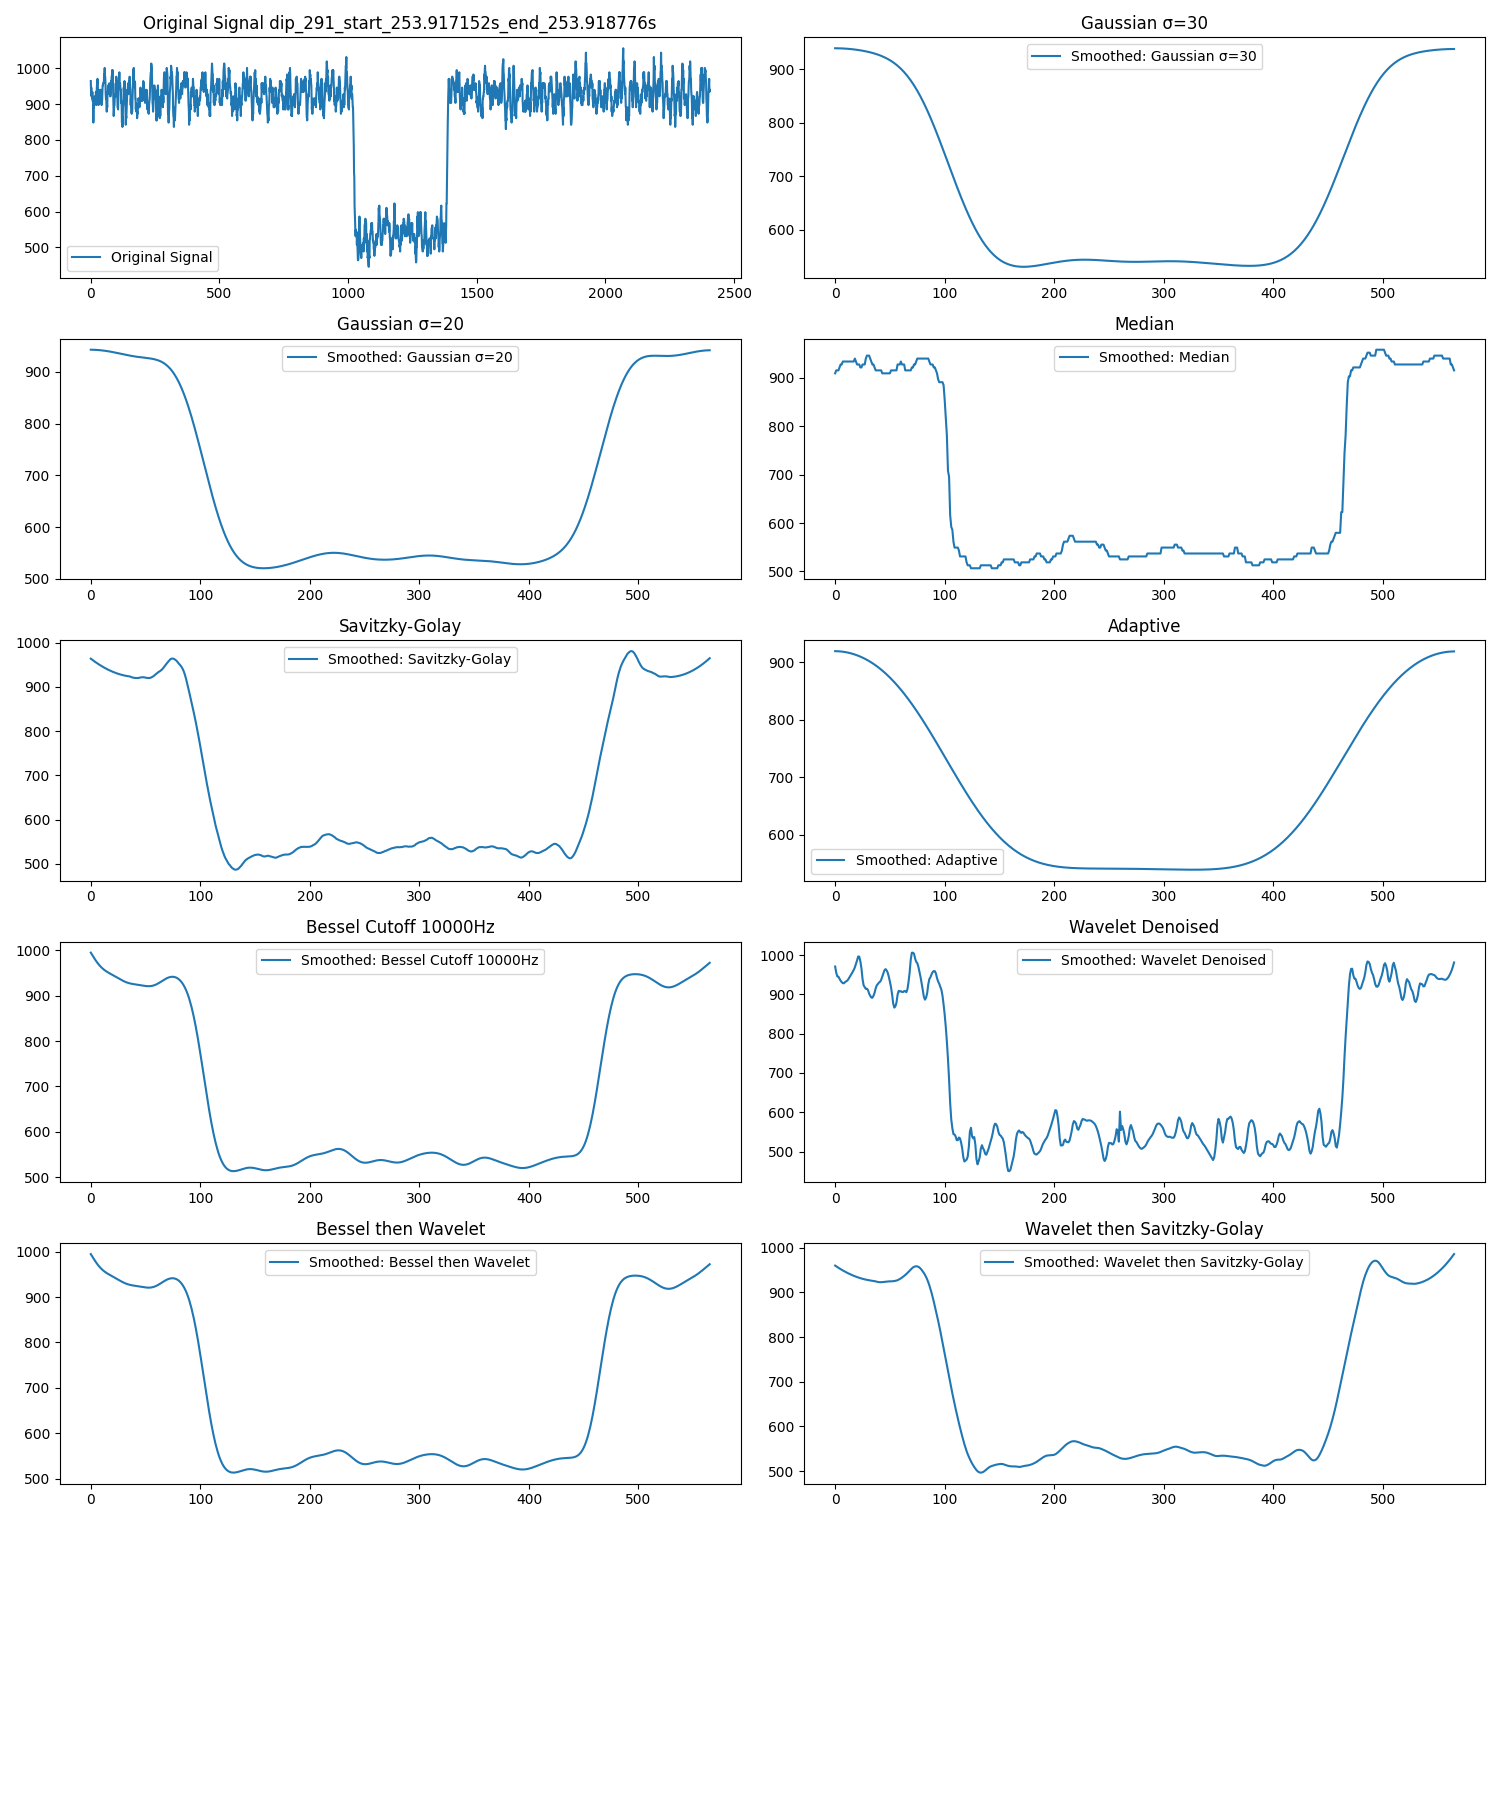 Original Signal dip_291_start_253.917152s_end_253.918776s
1000
900
800
700
600
500
Original Signal
0 500 1000 1500 2000 2500
Gaussian σ=30
900
800
700
600
Smoothed: Gaussian σ=30
0 100 200 300 400 500
Gaussian σ=20
900
800
700
600
500
Smoothed: Gaussian σ=20
0 100 200 300 400 500
Median
900
800
700
600
500
Smoothed: Median
0 100 200 300 400 500
Savitzky-Golay
1000
900
800
700
600
500
Smoothed: Savitzky-Golay
0 100 200 300 400 500
Adaptive
900
800
700
600
Smoothed: Adaptive
0 100 200 300 400 500
Bessel Cutoff 10000Hz
1000
900
800
700
600
500
Smoothed: Bessel Cutoff 10000Hz
0 100 200 300 400 500
Wavelet Denoised
1000
900
800
700
600
500
Smoothed: Wavelet Denoised
0 100 200 300 400 500
Bessel then Wavelet
1000
900
800
700
600
500
Smoothed: Bessel then Wavelet
0 100 200 300 400 500
Wavelet then Savitzky-Golay
1000
900
800
700
600
500
Smoothed: Wavelet then Savitzky-Golay
0 100 200 300 400 500